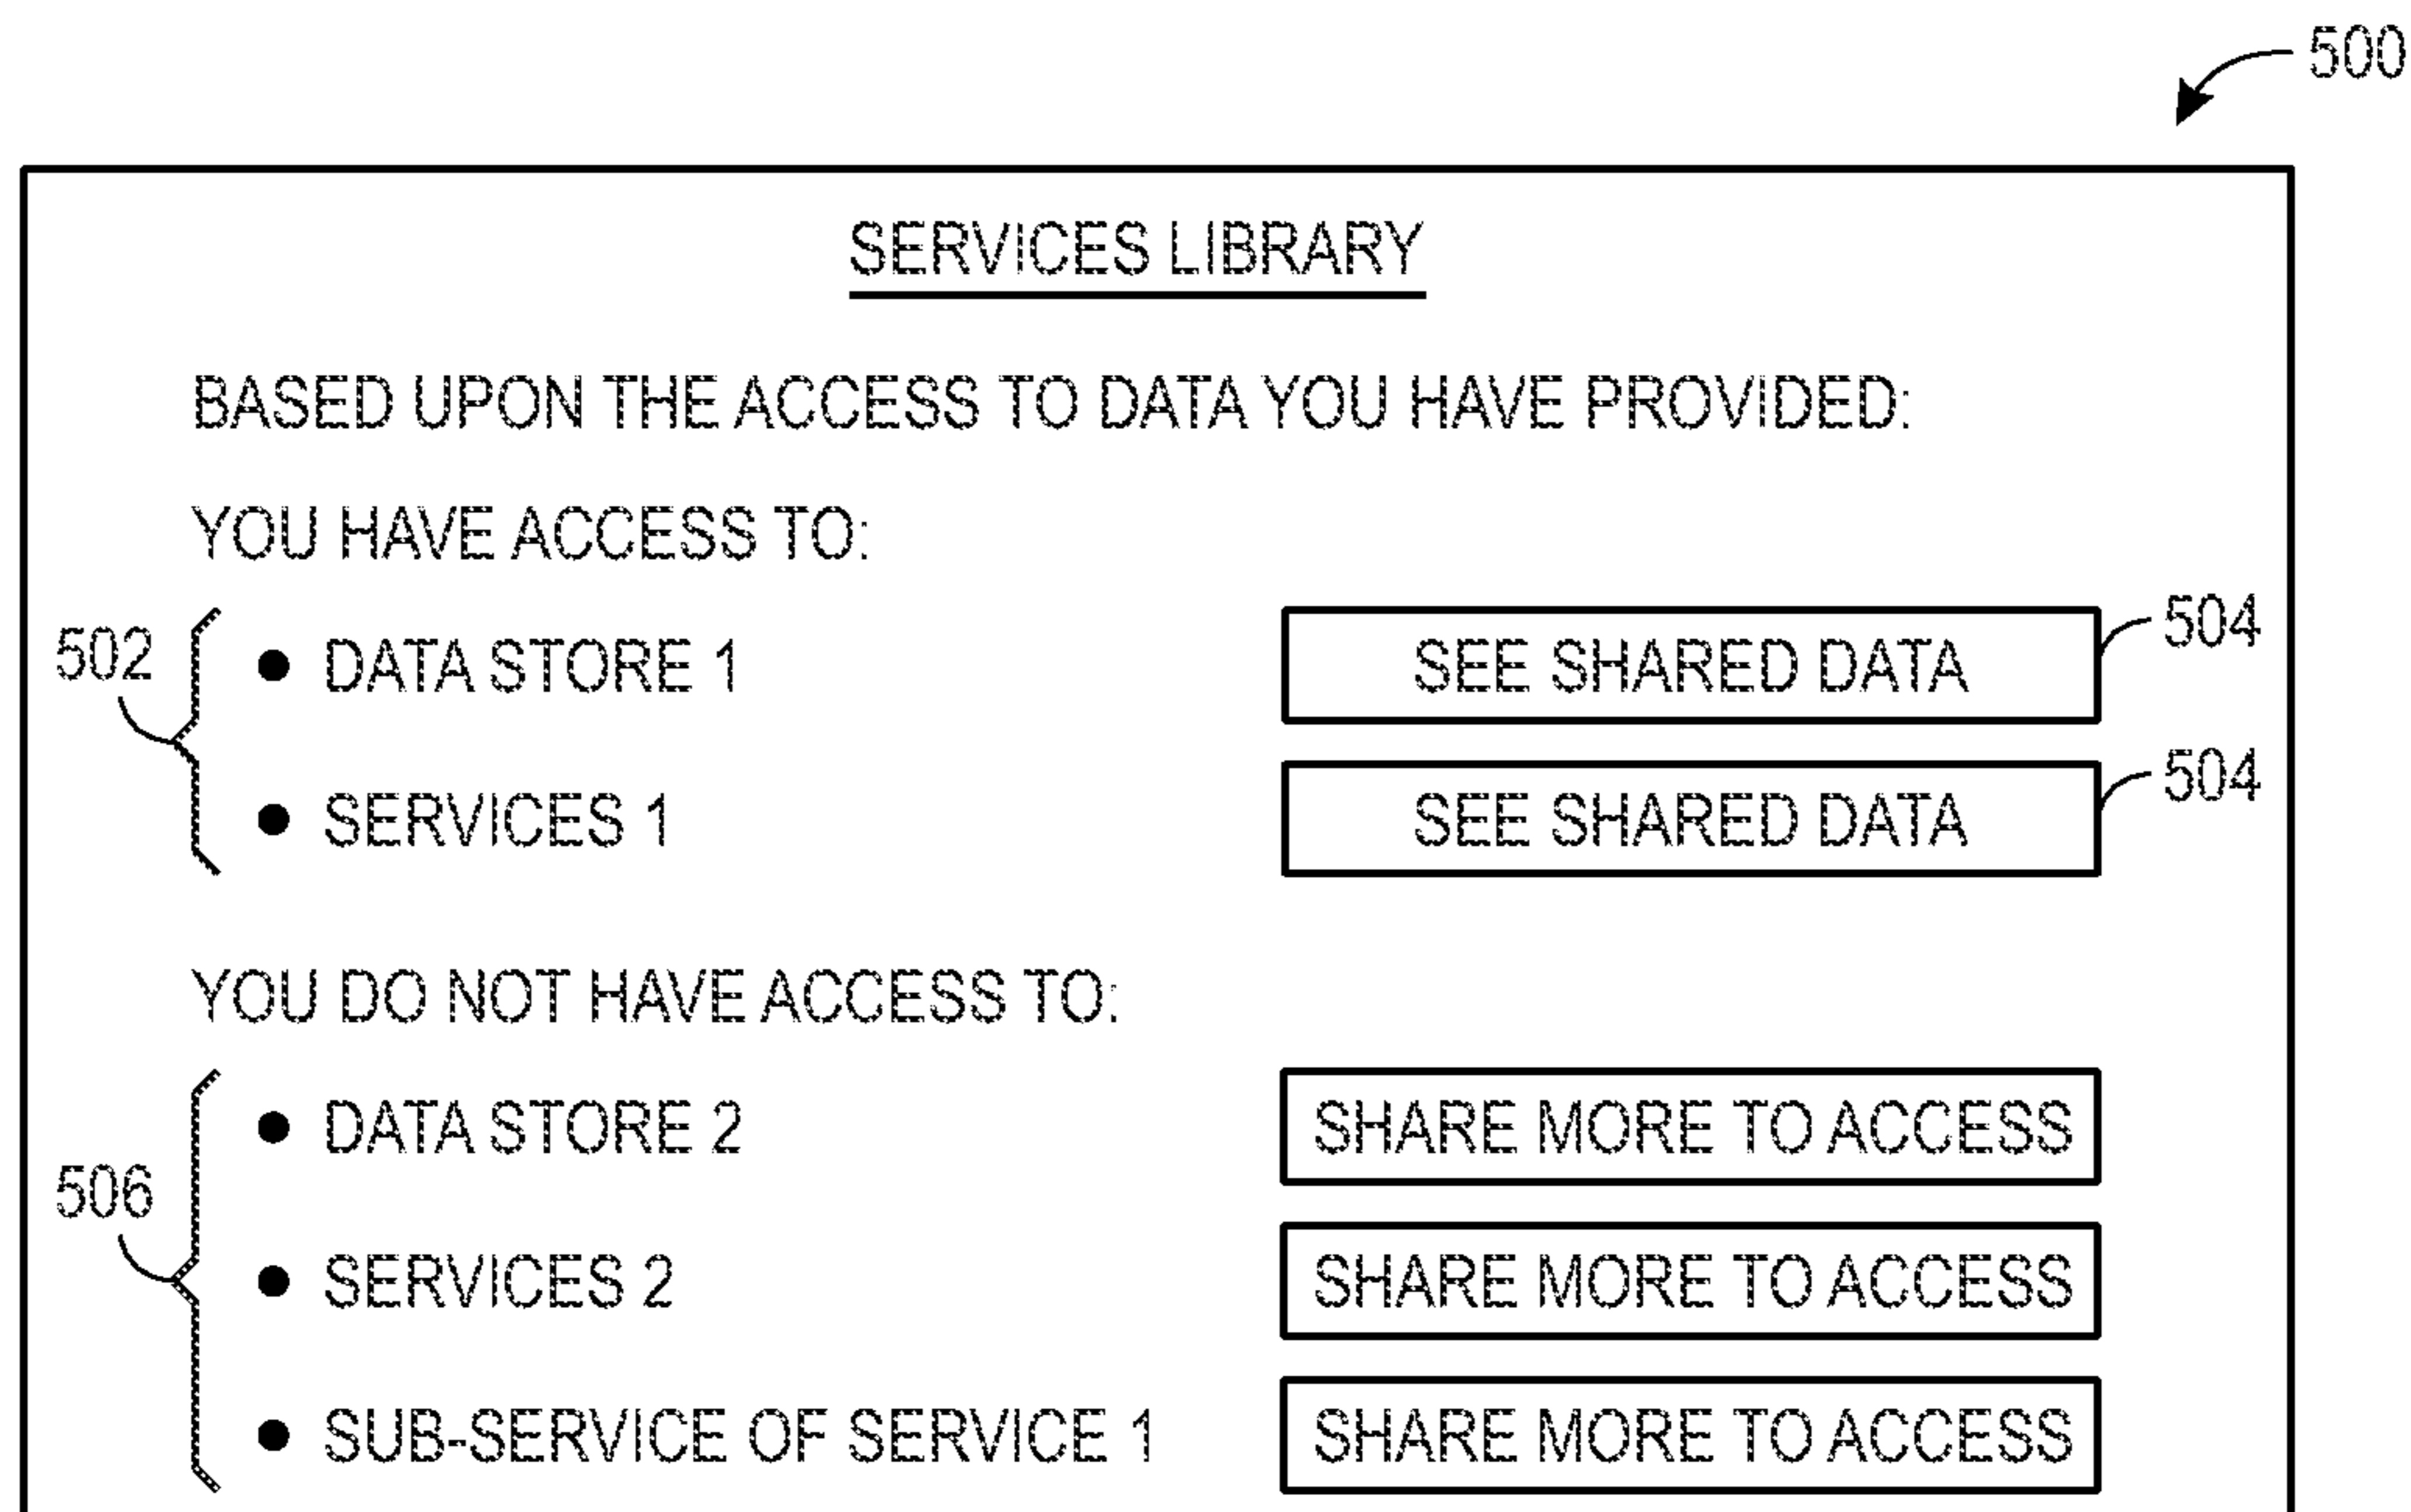 500
SERVICES LIBRARY
BASED UPON THE ACCESS TO DATA YOU HAVE PROVIDED:
YOU HAVE ACCESS TO:
502
● DATA STORE 1
SEE SHARED DATA
504
● SERVICES 1
SEE SHARED DATA
504
YOU DO NOT HAVE ACCESS TO:
506
● DATA STORE 2
SHARE MORE TO ACCESS
● SERVICES 2
SHARE MORE TO ACCESS
● SUB-SERVICE OF SERVICE 1
SHARE MORE TO ACCESS